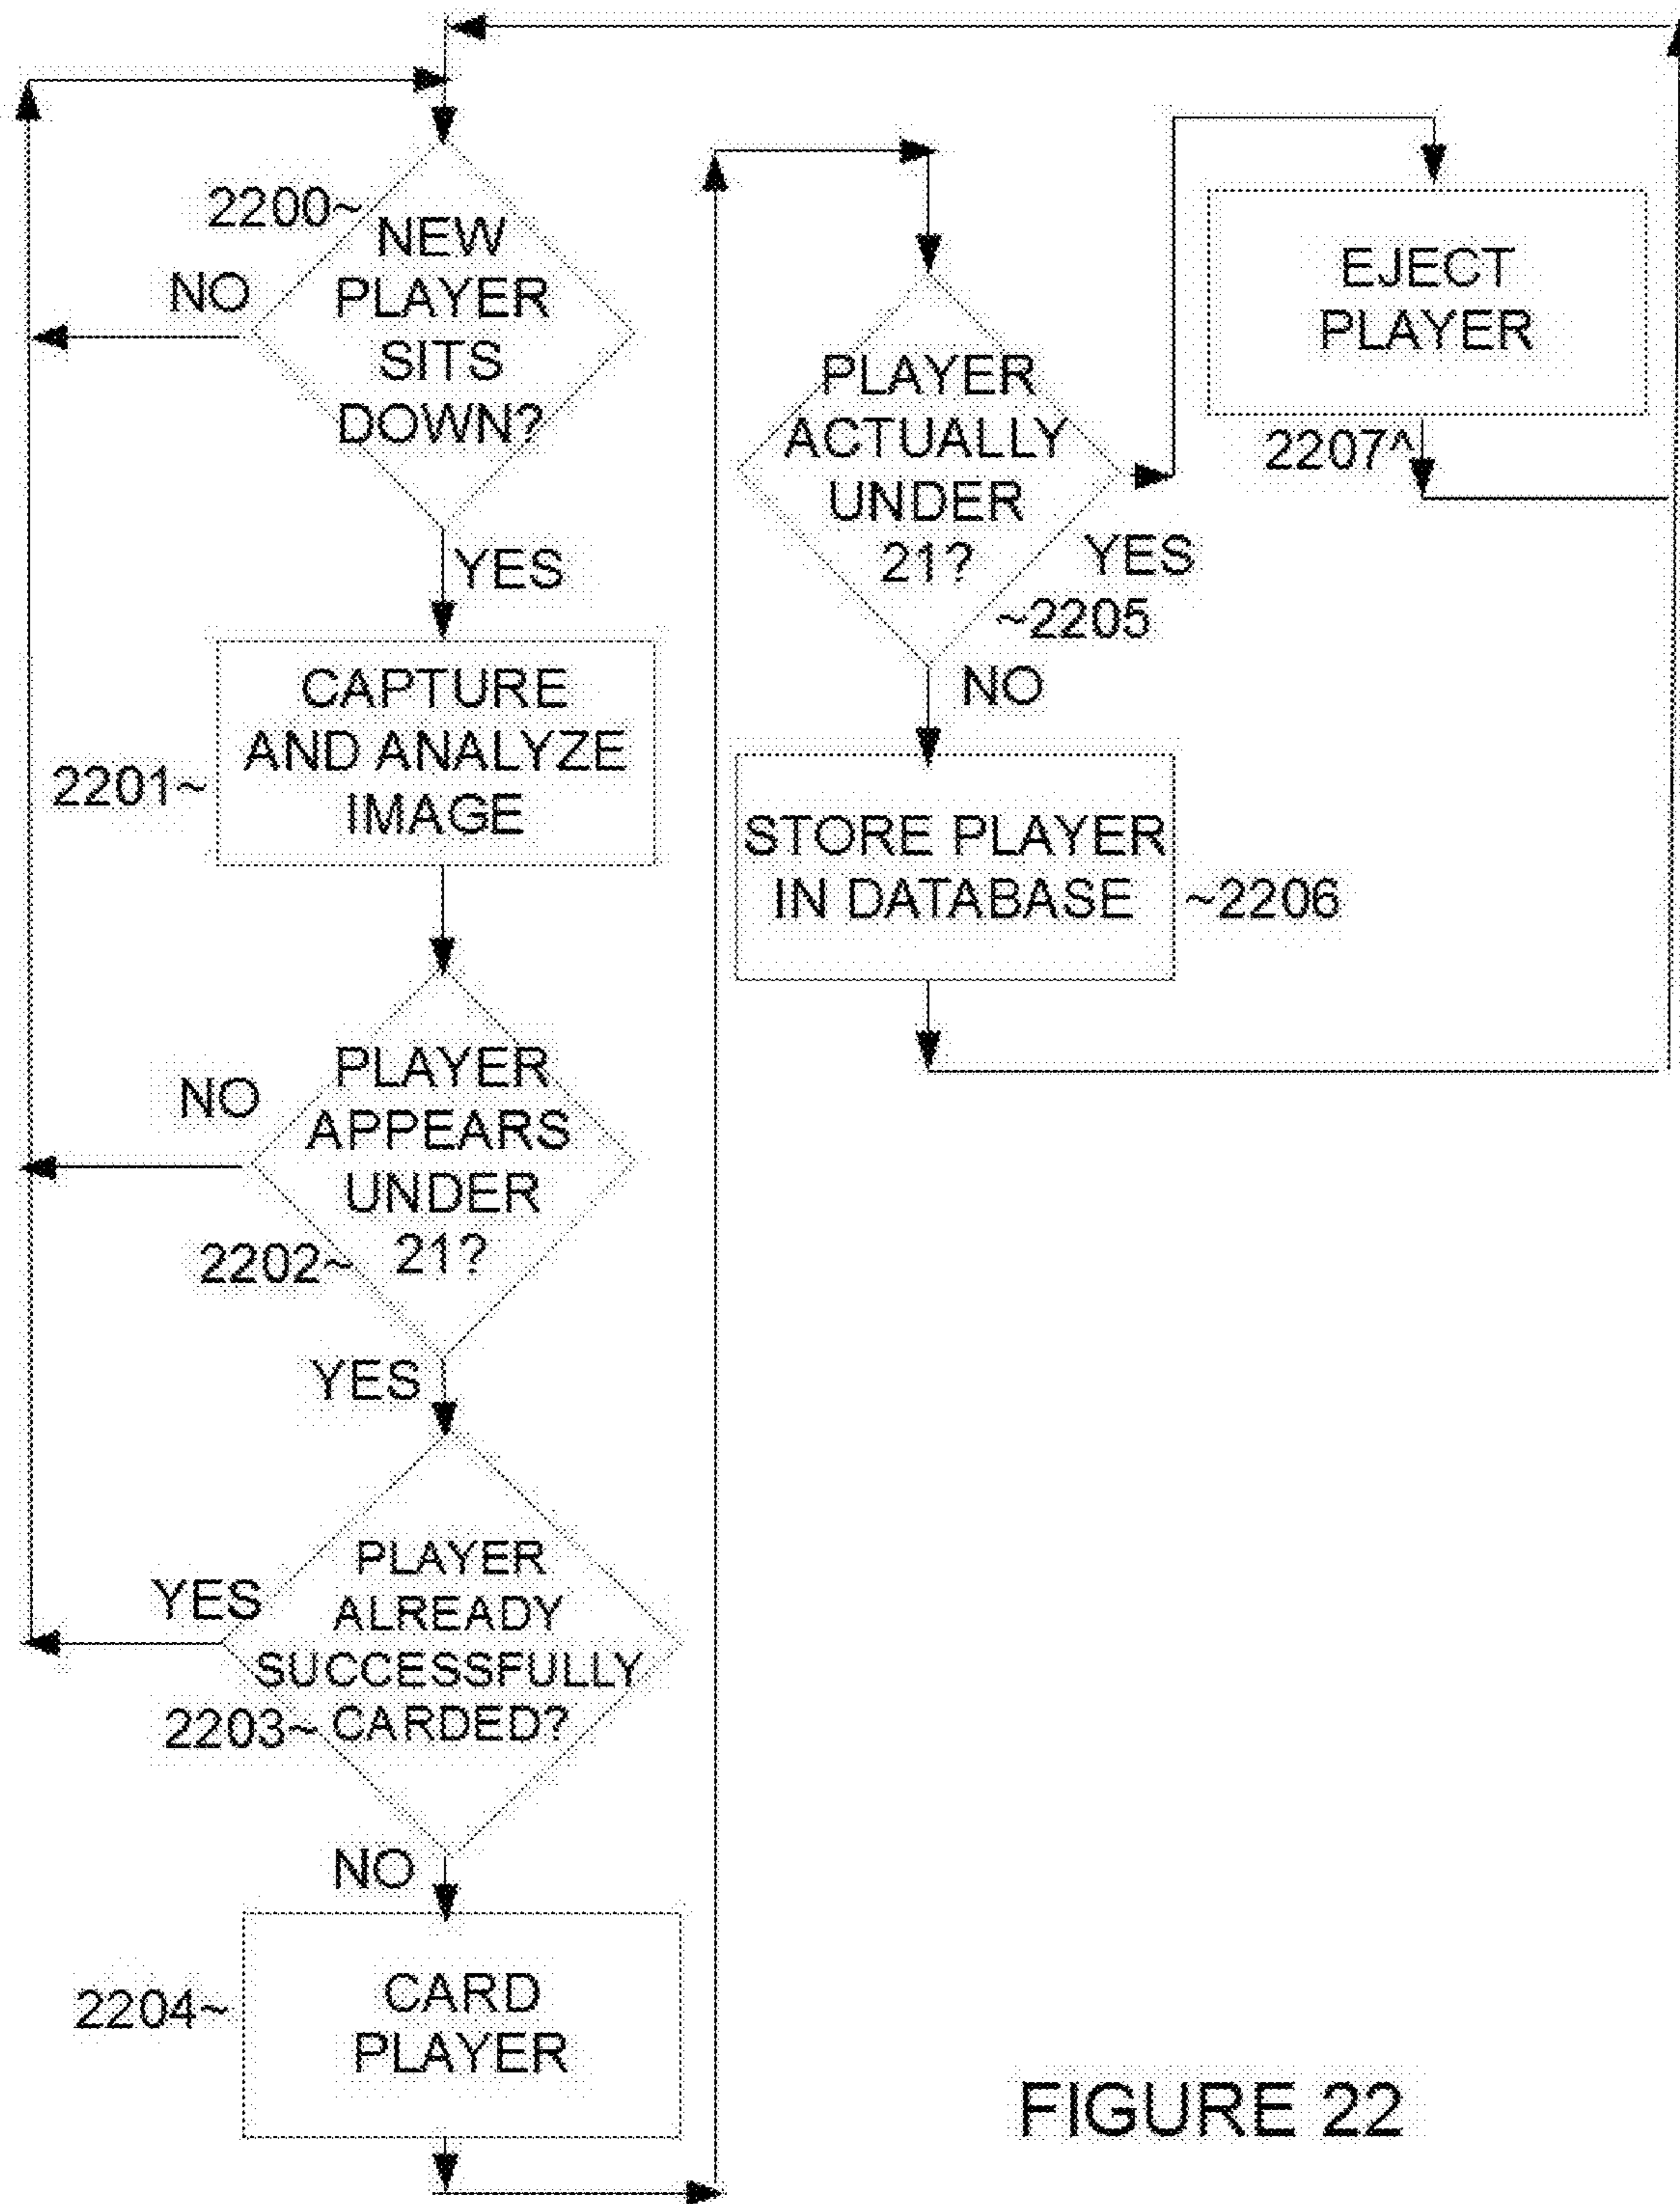 2200~
NEW
PLAYER
SITS
DOWN?
NO
YES
CAPTURE
AND ANALYZE
IMAGE
2201~
PLAYER
APPEARS
UNDER
21?
NO
2202~
YES
PLAYER
ALREADY
SUCCESSFULLY
CARDED?
YES
2203~
NO
CARD
PLAYER
2204~
PLAYER
ACTUALLY
UNDER
21?
YES
~2205
NO
STORE PLAYER
IN DATABASE
~2206
EJECT
PLAYER
2207^
FIGURE 22